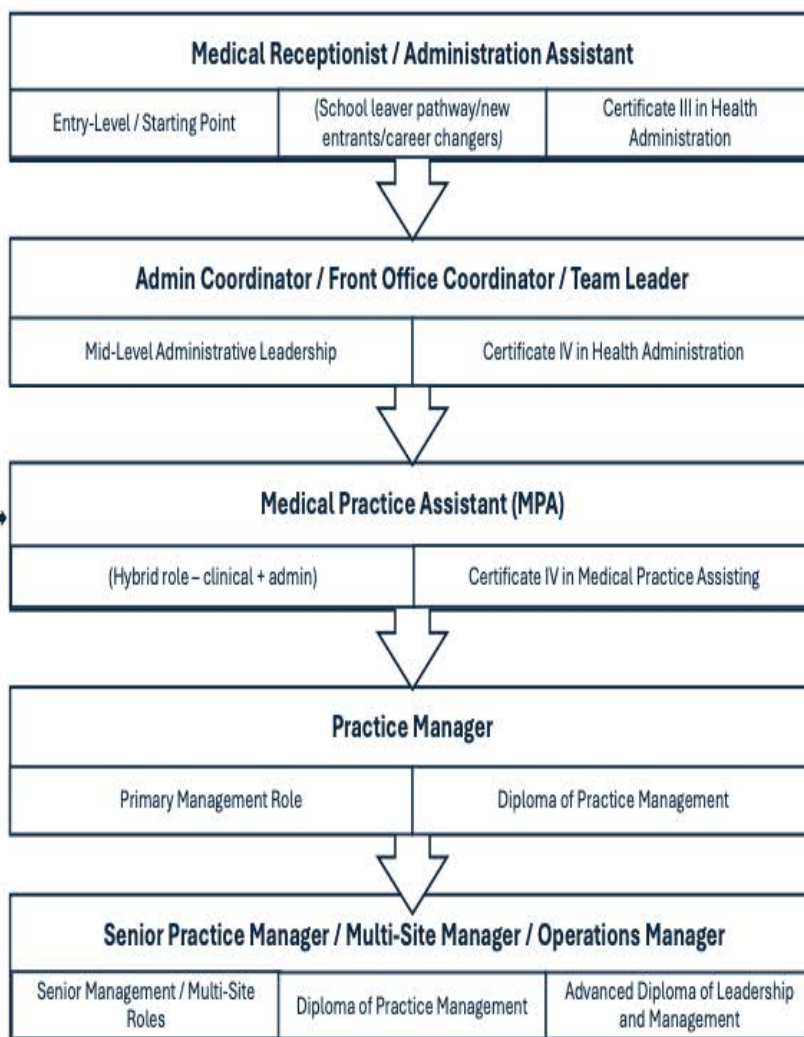 Medical Receptionist / Administration Assistant
Entry-Level / Starting Point
(School leaver pathway/new
entrants/career changers)
Certificate III in Health
Administration
Admin Coordinator / Front Office Coordinator / Team Leader
Mid-Level Administrative Leadership
Certificate IV in Health Administration
Medical Practice Assistant (MPA)
(Hybrid role – clinical + admin)
Certificate IV in Medical Practice Assisting
Practice Manager
Primary Management Role
Diploma of Practice Management
Senior Practice Manager / Multi-Site Manager / Operations Manager
Senior Management / Multi-Site
Roles
Diploma of Practice Management
Advanced Diploma of Leadership
and Management